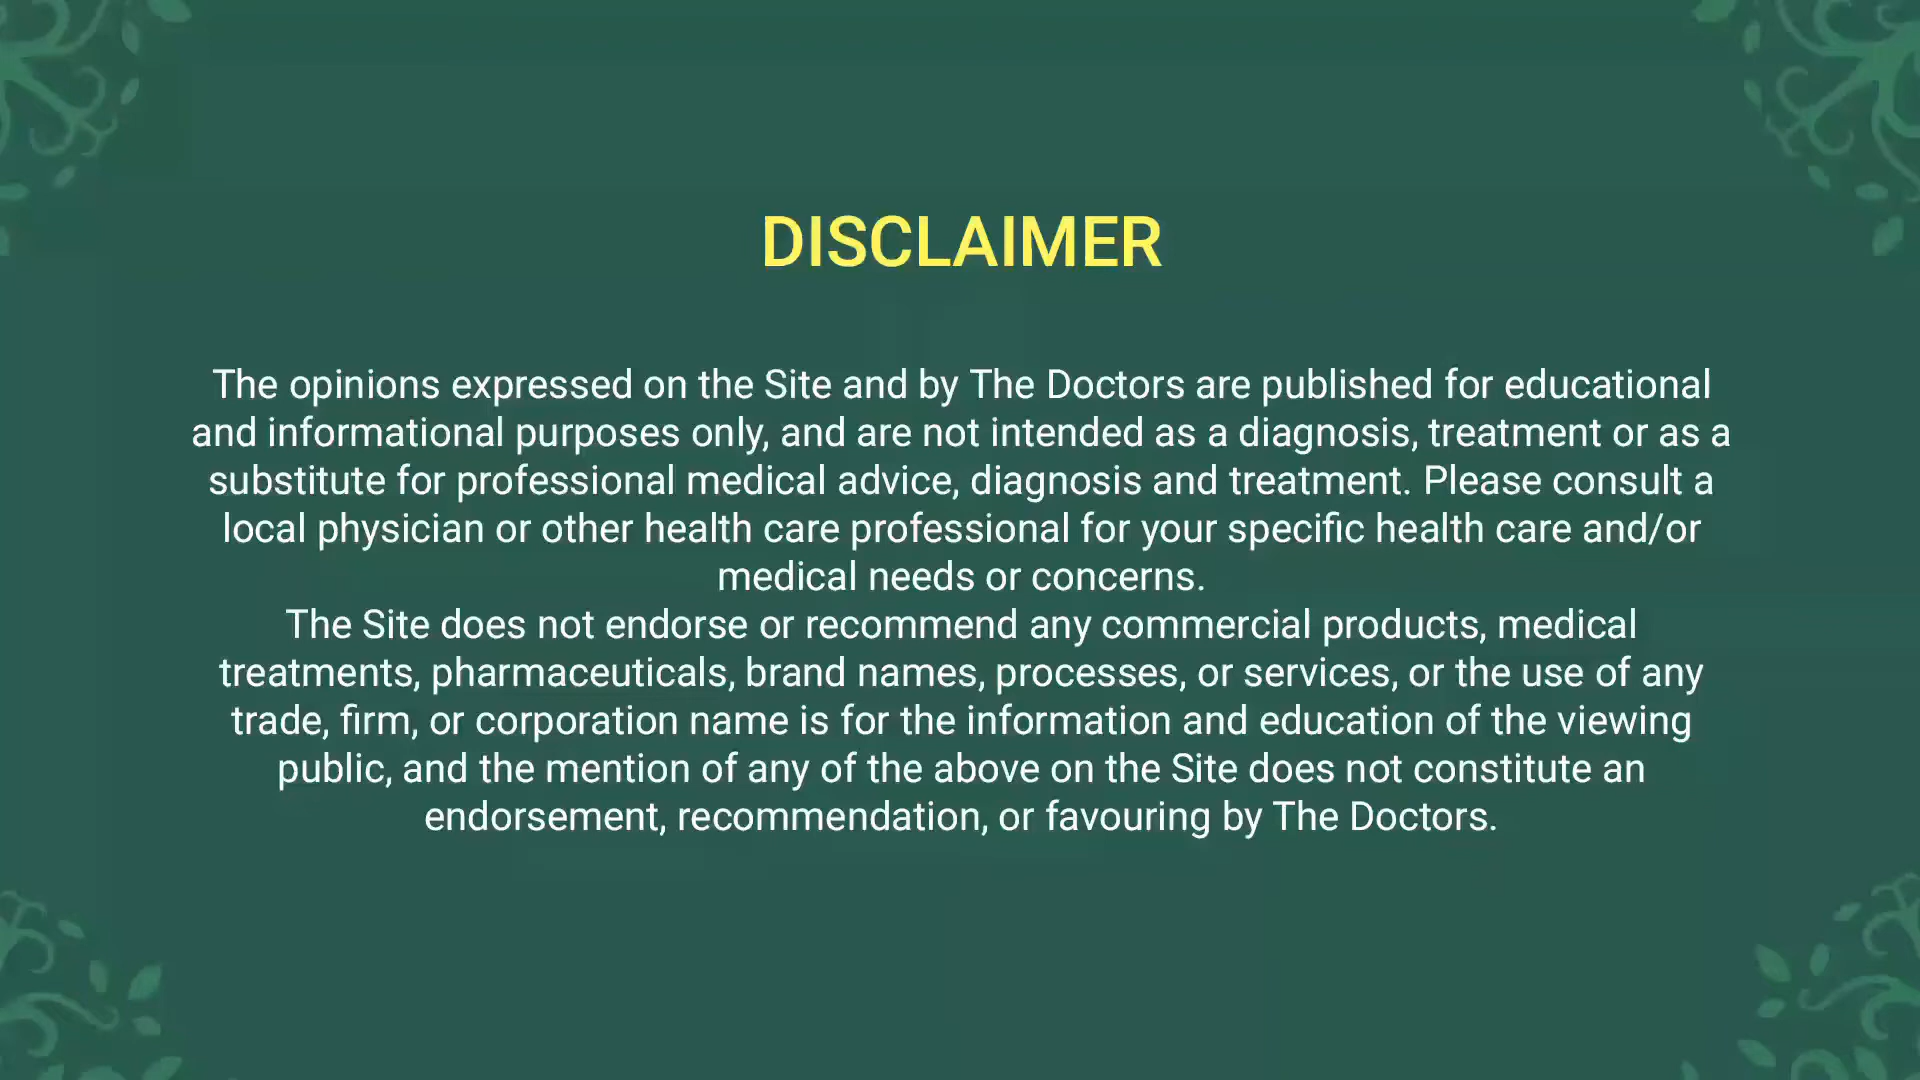 DISCLAIMER
The opinions expressed on the Site and by The Doctors are published for educational
and informational purposes only, and are not intended as a diagnosis, treatment or as a
substitute for professional medical advice, diagnosis and treatment. Please consult a
local physician or other health care professional for your specific health care and/or
medical needs or concerns.
The Site does not endorse or recommend any commercial products, medical
treatments, pharmaceuticals, brand names, processes, or services, or the use of any
trade, firm, or corporation name is for the information and education of the viewing
public, and the mention of any of the above on the Site does not constitute an
endorsement, recommendation, or favouring by The Doctors.